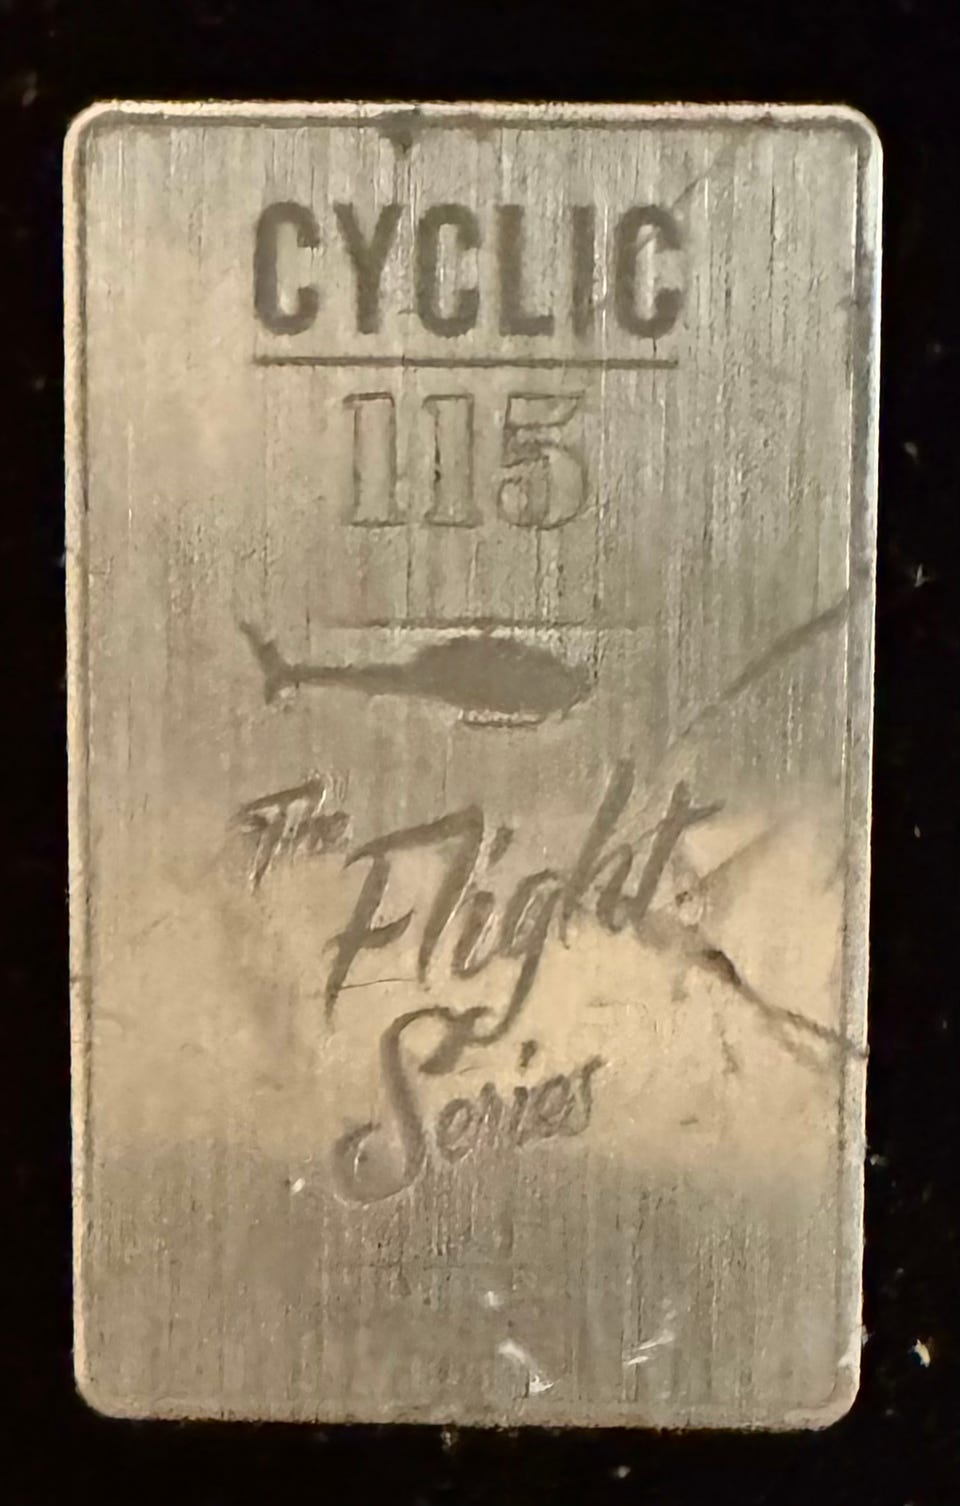 CYCLIC
115
The
Flight
Series